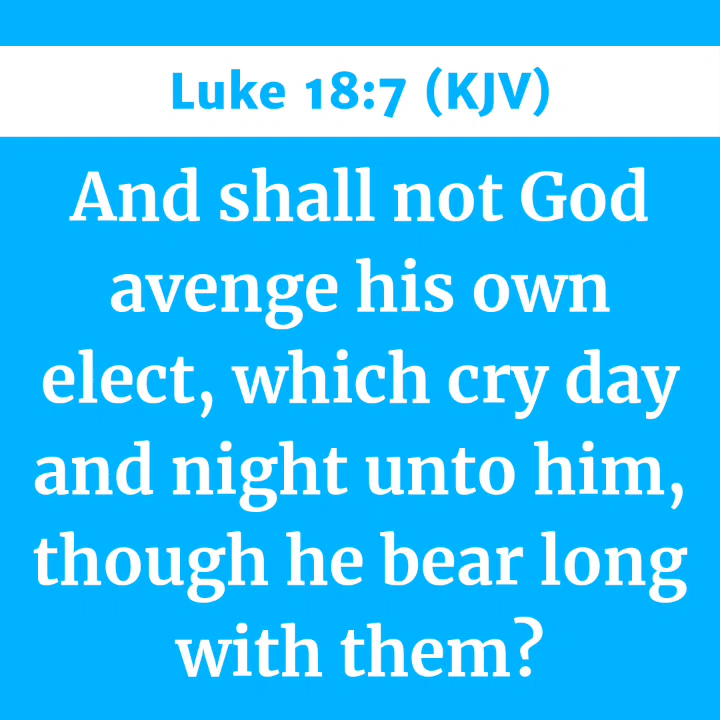 Luke 18:7 (KJV)
And shall not God
avenge his own
elect, which cry day
and night unto him,
though he bear long
with them?